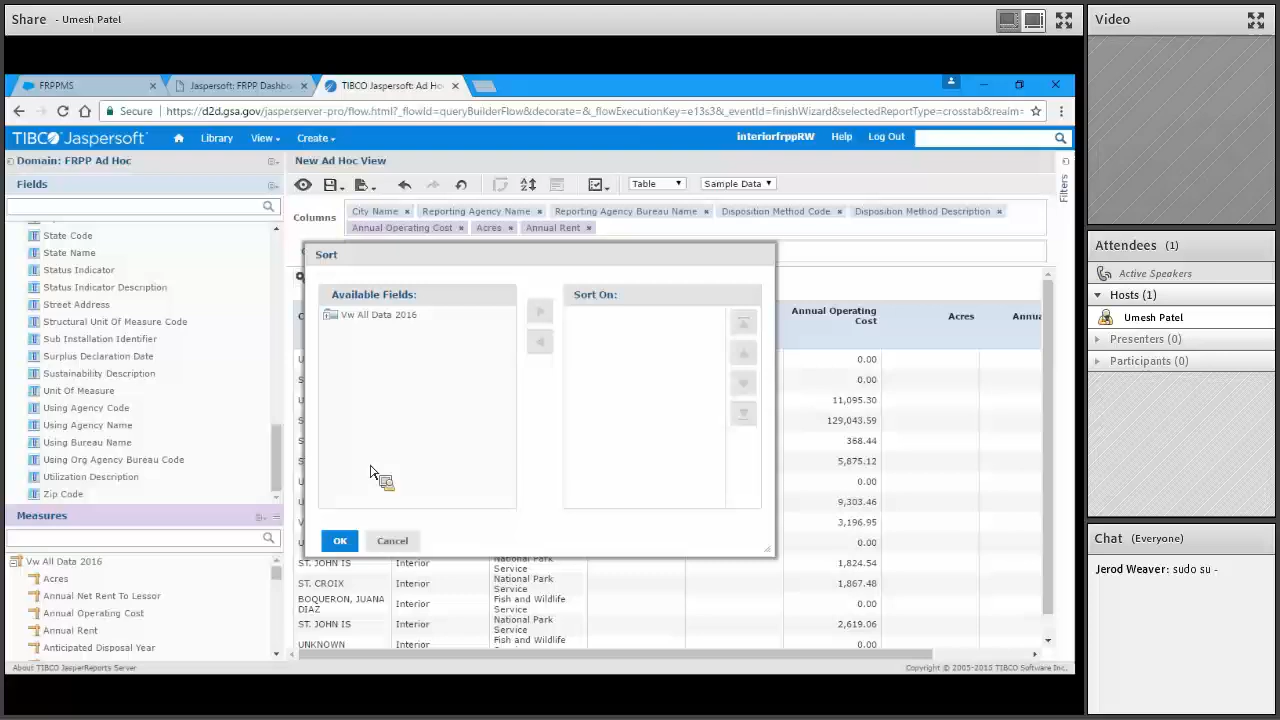 Share - Umesh Patel
FRPPMS
Jaspersoft: FRPP Dashbo
TIBCO Jaspersoft: Ad Ho
Secure https://d2d.gsa.gov/jasperserver-pro/flow.html?_flowId=queryBuilderFlow&decorate=&_flowExecutionKey=e13s3&_eventId=finishWizard&selectedReportType=crosstab&realm=
TIBCO Jaspersoft Library View Create
interiorfrppRW Help Log Out
Domain: FRPP Ad Hoc
Fields
State Code
State Name
Status Indicator
Status Indicator Description
Street Address
Structural Unit Of Measure Code
Sub Installation Identifier
Surplus Declaration Date
Sustainability Description
Unit Of Measure
Using Agency Code
Using Agency Name
Using Bureau Name
Using Org Agency Bureau Code
Utilization Description
Zip Code
Measures
Vw All Data 2016
Acres
Annual Net Rent To Lessor
Annual Operating Cost
Annual Rent
Anticipated Disposal Year
New Ad Hoc View
Table Sample Data
Columns City Name Reporting Agency Name Reporting Agency Bureau Name Disposition Method Code Disposition Method Description
Annual Operating Cost Acres Annual Rent
Filters
Sort
Available Fields:
Vw All Data 2016
Sort On:
OK Cancel
Annual Operating
Cost
Acres
Annua
0.00
0.00
11,095.30
129,043.59
368.44
5,875.12
0.00
9,303.46
3,196.95
0.00
ST. JOHN IS Interior National Park
Service
1,824.54
ST. CROIX Interior National Park
Service
1,867.48
BOQUERON, JUANA
DIAZ
Interior Fish and Wildlife
Service
0.00
ST. JOHN IS Interior National Park
Service
2,619.06
UNKNOWN Interior Fish and Wildlife
0.00
About TIBCO JasperReports Server
Copyright © 2005-2015 TIBCO Software Inc.
Video
Attendees (1)
Active Speakers
Hosts (1)
Umesh Patel
Presenters (0)
Participants (0)
Chat (Everyone)
Jerod Weaver: sudo su -